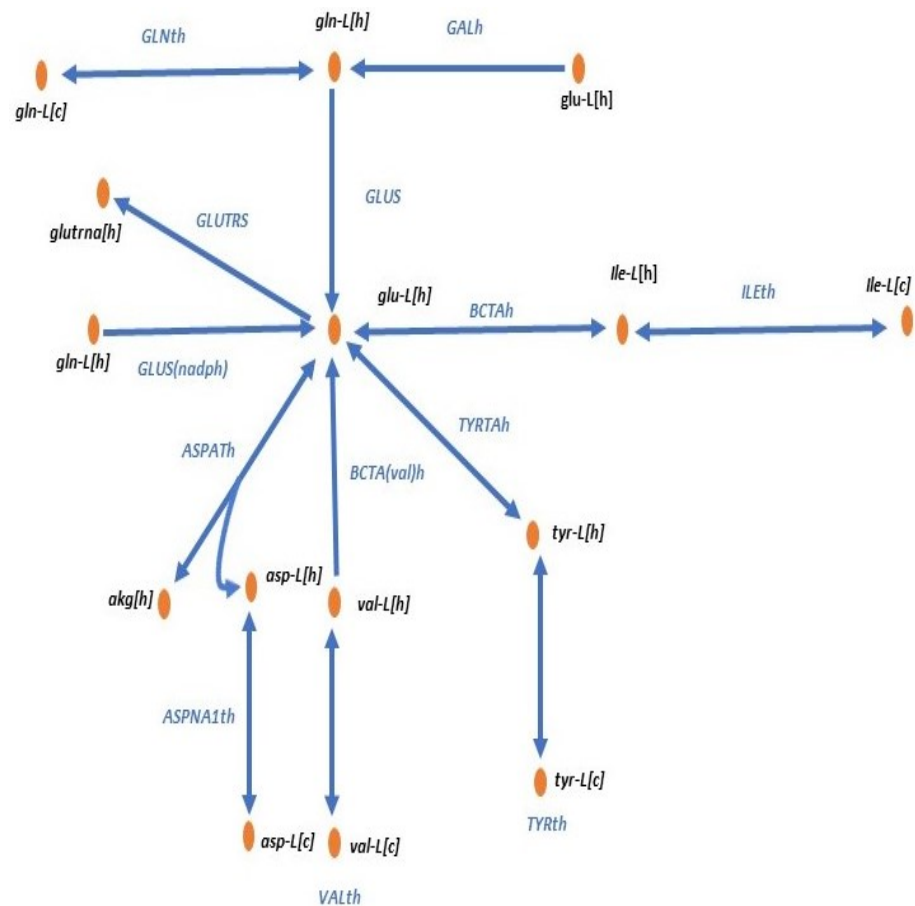 gln-L[h]
GLNth
GALh
gln-L[c]
glu-L[h]
GLUS
GLUTRS
glutrna[h]
glu-L[h]
Ile-L[h]
Ile-L[c]
BCTAh
ILEth
gln-L[h]
GLUS(nadph)
TYRTAh
ASPATh
BCTA(val)h
tyr-L[h]
asp-L[h]
akg[h]
val-L[h]
ASPNA1th
tyr-L[c]
TYRth
asp-L[c]
val-L[c]
VALth